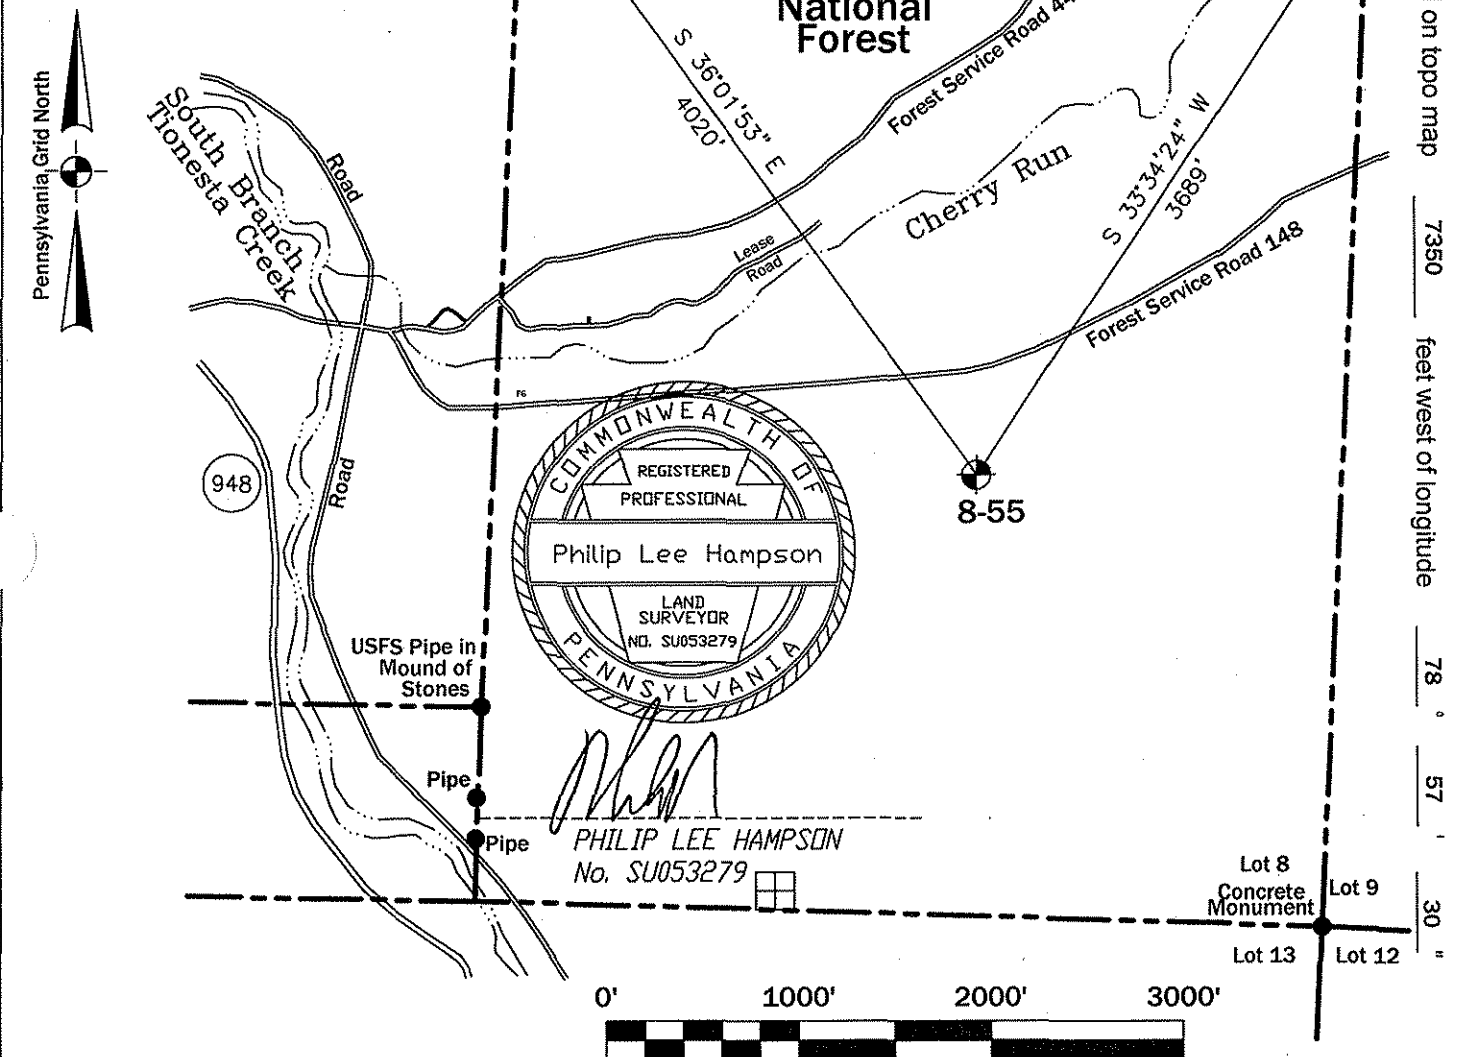 National
Forest
Pennsylvania Grid North
South Branch
Tionesta Creek
Road
S 36°01'53" E
4020'
Forest Service Road 44
Cherry Run
S 33°34'24" W
3689'
Lease
Road
Forest Service Road 148
F6
948
Road
8-55
COMMONWEALTH OF
REGISTERED
PROFESSIONAL
Philip Lee Hampson
LAND
SURVEYOR
NO. SU053279
PENNSYLVANIA
USFS Pipe in
Mound of
Stones
Pipe
Pipe
PHILIP LEE HAMPSON
No. SU053279
Lot 8
Concrete
Monument
Lot 9
Lot 13
Lot 12
0' 1000' 2000' 3000'
on topo map 7350 feet west of longitude 78 ° 57 ' 30 "